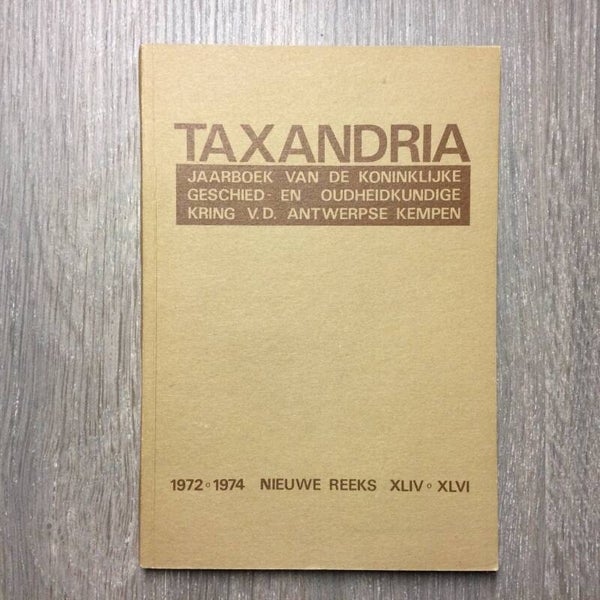 TAXANDRIA
JAARBOEK VAN DE KONINKLIJKE
GESCHIED- EN OUDHEIDKUNDIGE
KRING V.D. ANTWERPSE KEMPEN
1972°1974 NIEUWE REEKS XLIV°XLVI